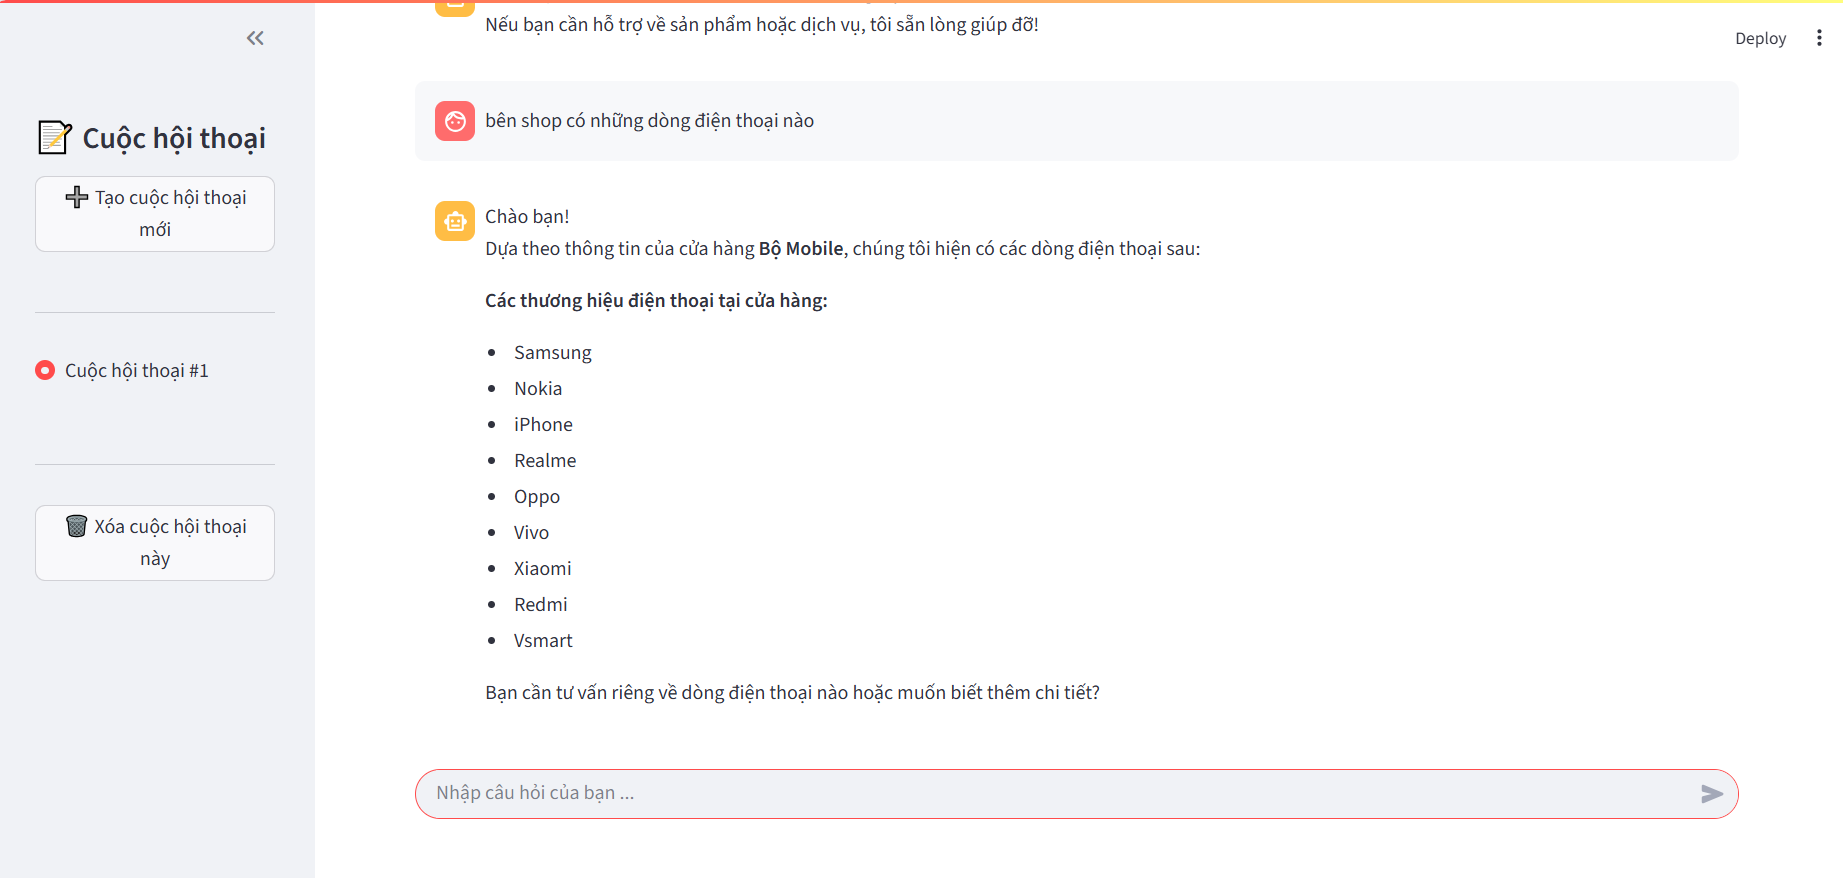 Nếu bạn cần hỗ trợ về sản phẩm hoặc dịch vụ, tôi sẵn lòng giúp đỡ!
Deploy
Cuộc hội thoại
Tạo cuộc hội thoại
mới
Cuộc hội thoại #1
Xóa cuộc hội thoại
này
bên shop có những dòng điện thoại nào
Chào bạn!
Dựa theo thông tin của cửa hàng Bộ Mobile, chúng tôi hiện có các dòng điện thoại sau:
Các thương hiệu điện thoại tại cửa hàng:
Samsung
Nokia
iPhone
Realme
Oppo
Vivo
Xiaomi
Redmi
Vsmart
Bạn cần tư vấn riêng về dòng điện thoại nào hoặc muốn biết thêm chi tiết?
Nhập câu hỏi của bạn ...